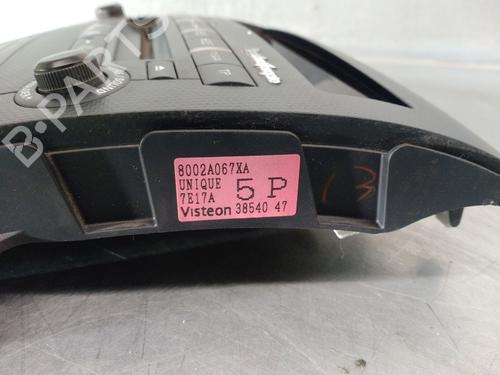 8002A067XA
UNIQUE
7E17A
5 P
Visteon 38540 47
13
B-PARTS